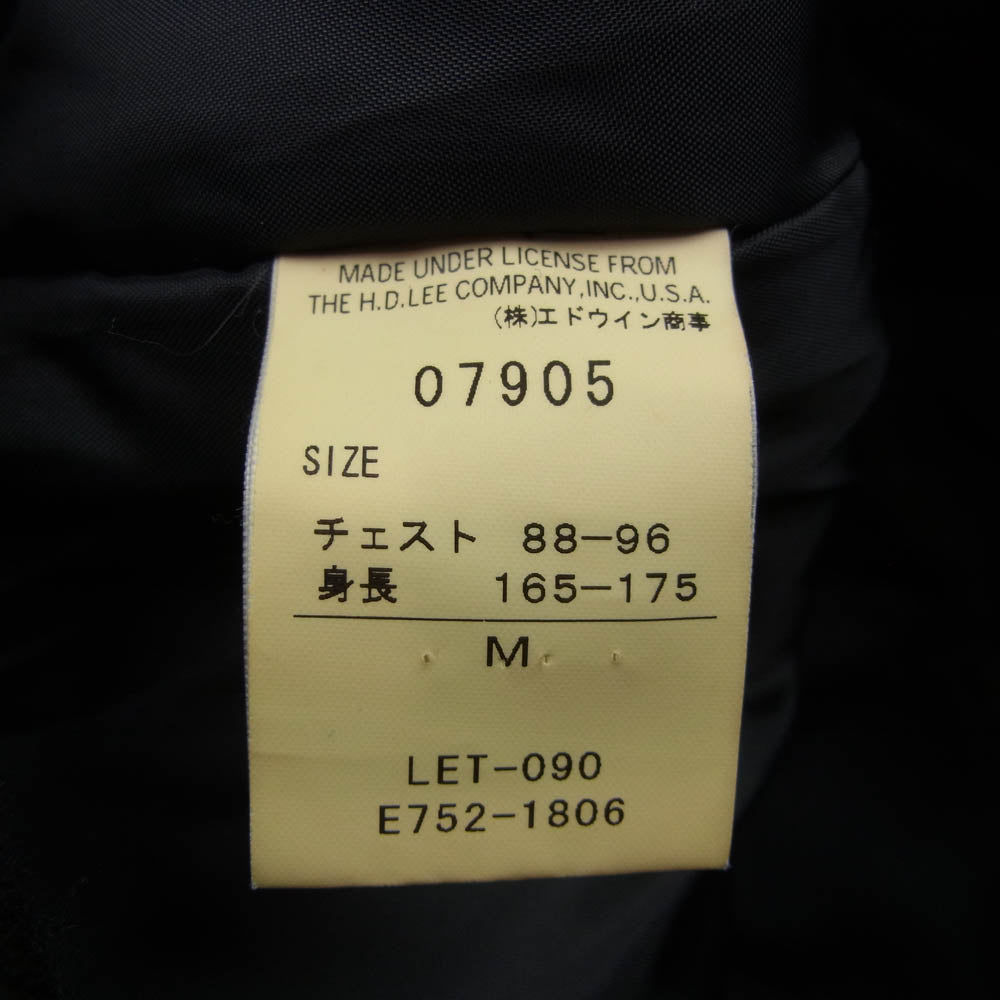 MADE UNDER LICENSE FROM
THE H.D.LEE COMPANY,INC.,U.S.A.
(株)エドウイン商事
07905
SIZE
チェスト 88-96
身長 165-175
M
LET-090
E752-1806